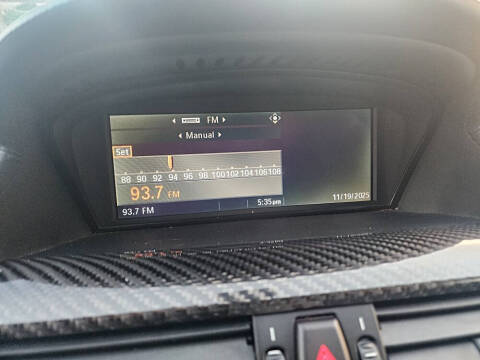 FM
Manual
Set
88 90 92 94 96 98 100 102 104 106 108
93.7 FM
93.7 FM 5:35pm 11/19/2025